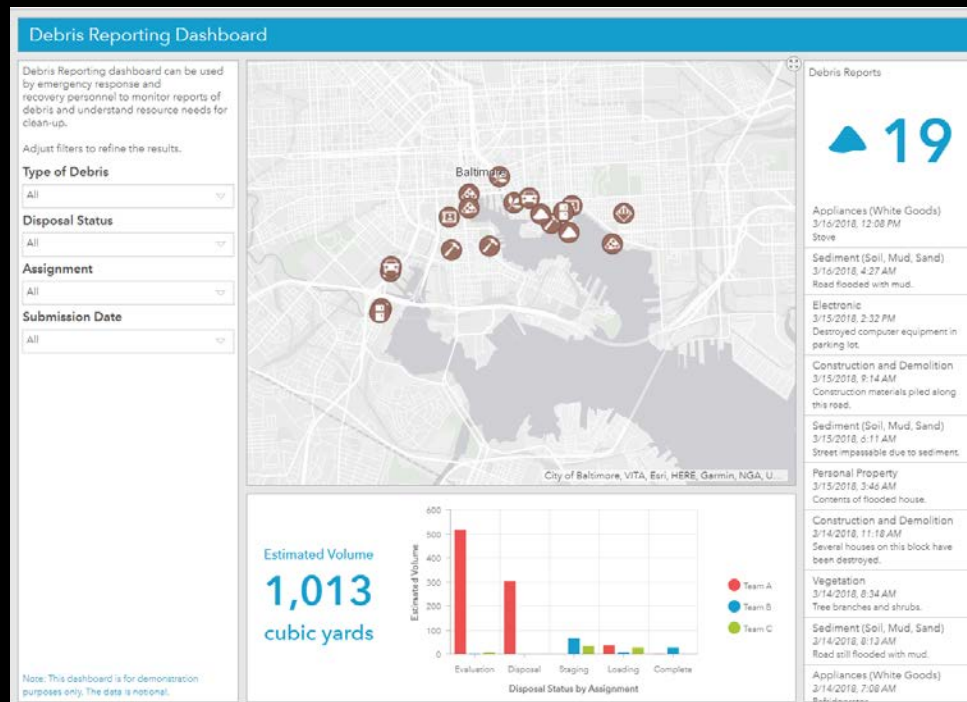 Debris Reporting Dashboard
Debris Reporting dashboard can be used
by emergency response and
recovery personnel to monitor reports of
debris and understand resource needs for
clean-up.
Adjust filters to refine the results.
Type of Debris
All
Disposal Status
All
Assignment
All
Submission Date
All
Note: This dashboard is for demonstration
purposes only. The data is notional.
Baltimore
City of Baltimore, VITA, Esri, HERE, Garmin, NGA, U...
Estimated Volume
1,013
cubic yards
Estimated Volume
600
500
400
300
200
100
0
Evaluation Disposal Staging Loading Complete
Disposal Status by Assignment
Team A
Team B
Team C
Debris Reports
19
Appliances (White Goods)
3/16/2018, 12:08 PM
Stove
Sediment (Soil, Mud, Sand)
3/16/2018, 4:27 AM
Road flooded with mud.
Electronic
3/15/2018, 2:32 PM
Destroyed computer equipment in
parking lot.
Construction and Demolition
3/15/2018, 9:14 AM
Construction materials piled along
this road.
Sediment (Soil, Mud, Sand)
3/15/2018, 6:11 AM
Street impassable due to sediment.
Personal Property
3/15/2018, 3:46 AM
Contents of flooded house.
Construction and Demolition
3/14/2018, 11:18 AM
Several houses on this block have
been destroyed.
Vegetation
3/14/2018, 8:34 AM
Tree branches and shrubs.
Sediment (Soil, Mud, Sand)
3/14/2018, 8:13 AM
Road still flooded with mud.
Appliances (White Goods)
3/14/2018, 7:08 AM